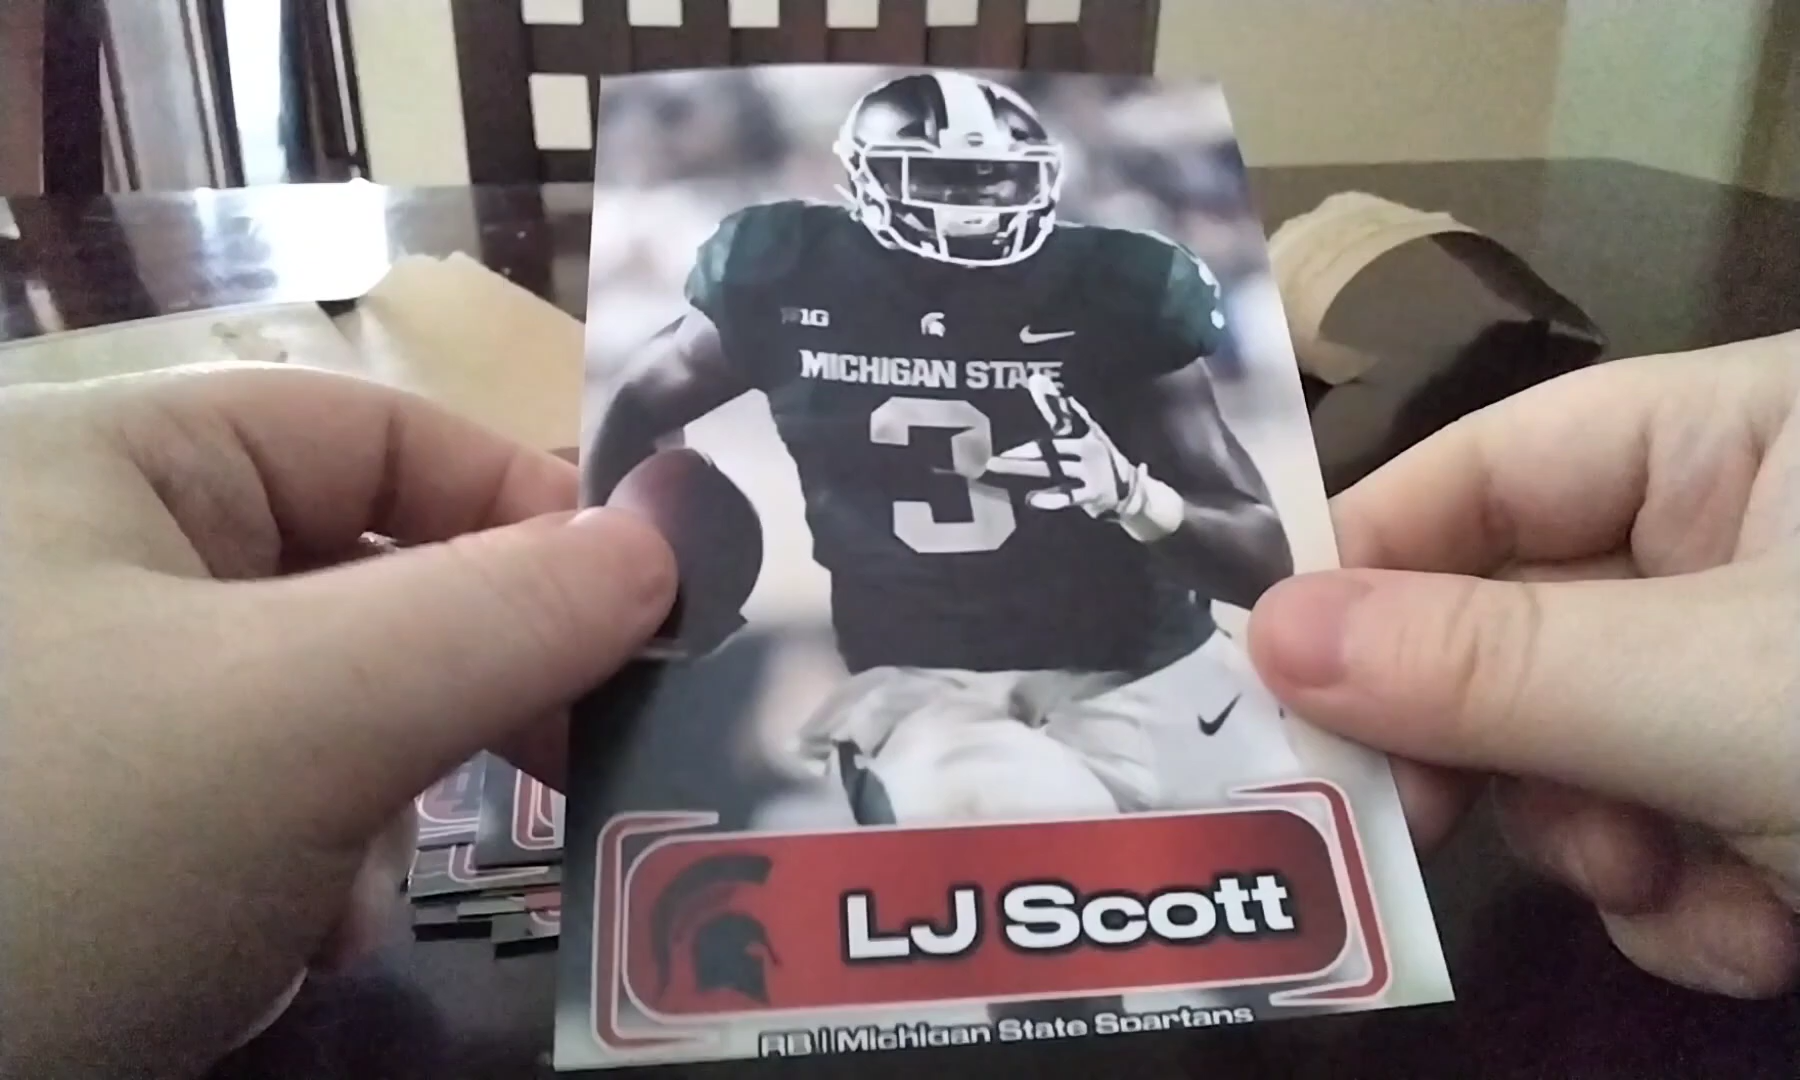 B1G
MICHIGAN STATE
3
LJ Scott
RB | Michigan State Spartans